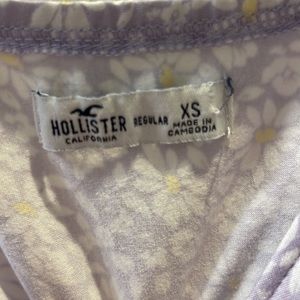 HOLLISTER
CALIFORNIA
REGULAR
XS
MADE IN
CAMBODIA